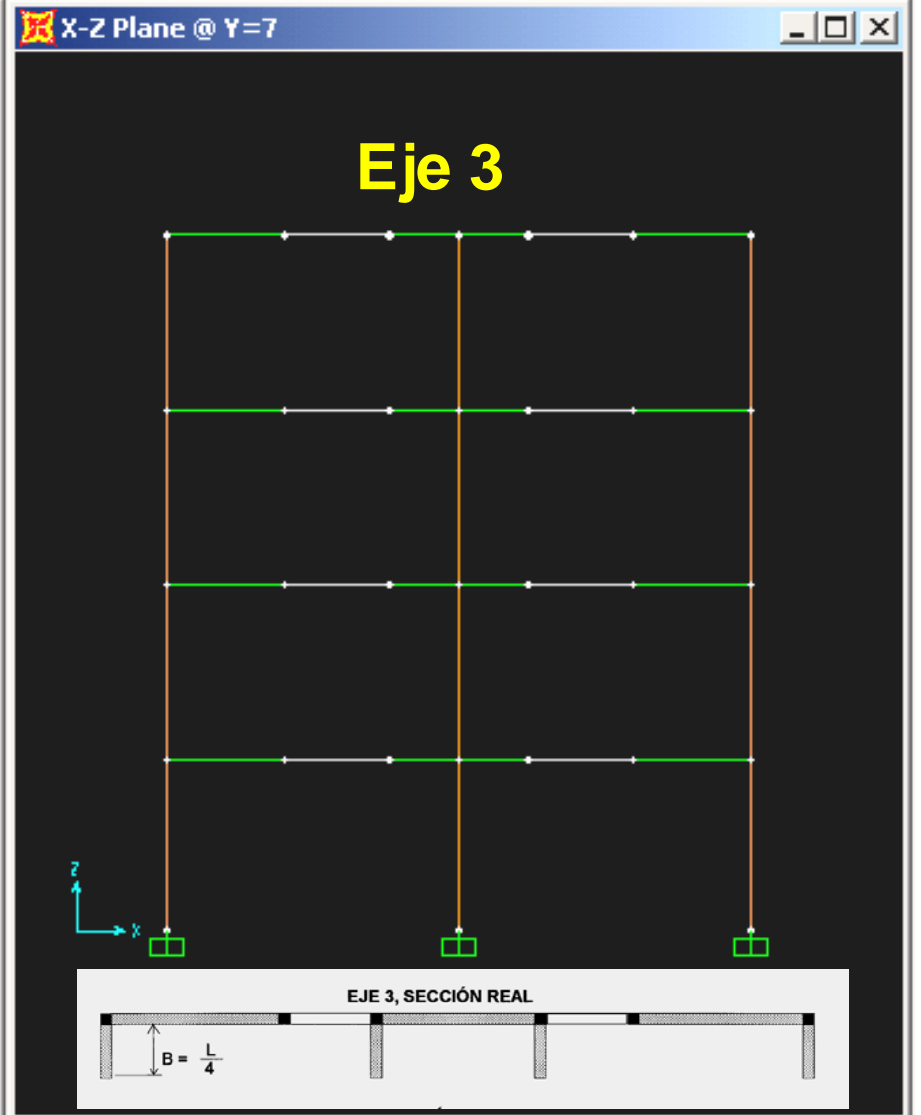 X-Z Plane @ Y=7
Eje 3
Z
X
EJE 3, SECCIÓN REAL
B = L
4